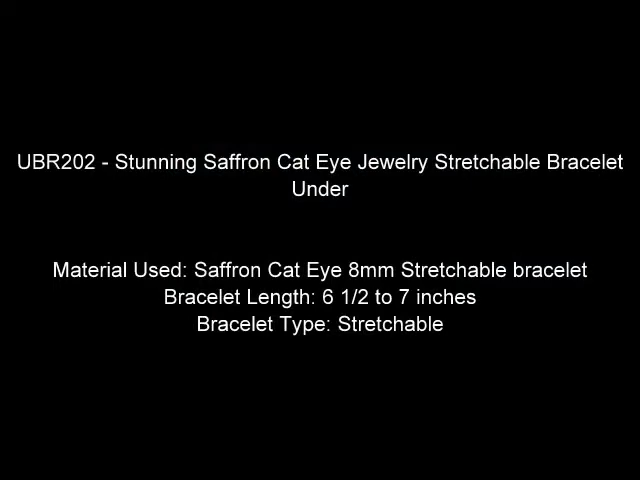 UBR202 - Stunning Saffron Cat Eye Jewelry Stretchable Bracelet
Under
Material Used: Saffron Cat Eye 8mm Stretchable bracelet
Bracelet Length: 6 1/2 to 7 inches
Bracelet Type: Stretchable